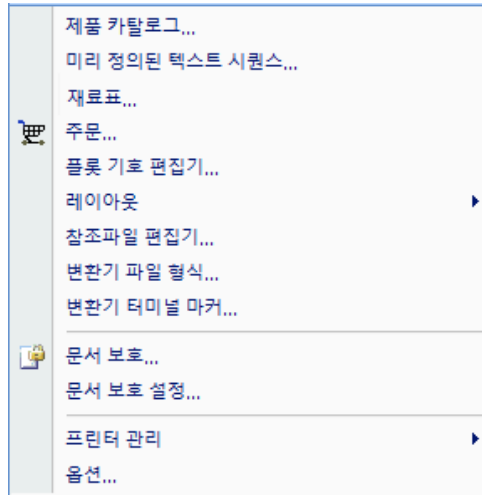 제품 카탈로그...
미리 정의된 텍스트 시퀀스...
재료표...
주문...
플롯 기호 편집기...
레이아웃
참조파일 편집기...
변환기 파일 형식...
변환기 터미널 마커...
문서 보호...
문서 보호 설정...
프린터 관리
옵션...